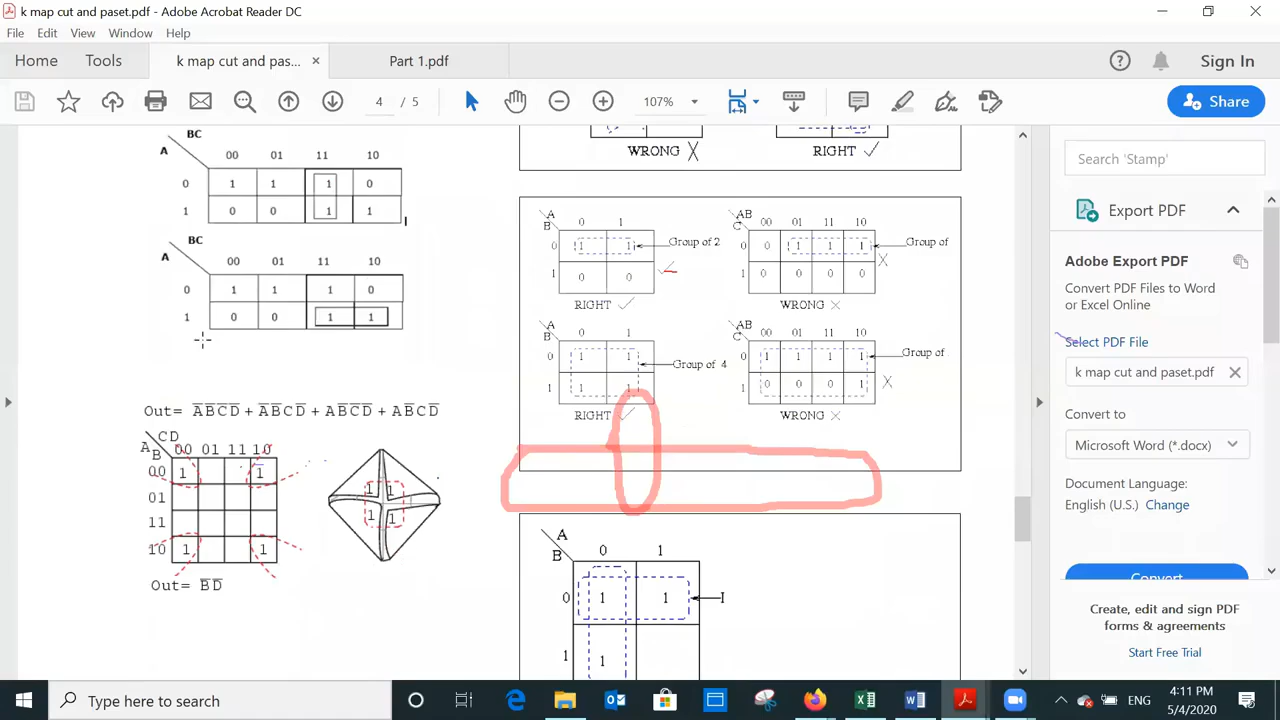 k map cut and paset.pdf - Adobe Acrobat Reader DC
File Edit View Window Help
Home Tools k map cut and pas... × Part 1.pdf Sign In
4 / 5 107% Share
BC
A
00 01 11 10
0 1 1 1 0
1 0 0 1 1
BC
A
00 01 11 10
0 1 1 1 0
1 0 0 1 1
Out= A̅B̅C̅D̅ + A̅B̅CD̅ + AB̅C̅D̅ + AB̅CD̅
CD
A B 00 01 11 10
00 1 1
01
11
10 1 1
Out= B̅D̅
1 1
1 1
WRONG X RIGHT ✓
A
B 0 1
0 1 1 Group of 2
1 0 0
RIGHT ✓
AB
C 00 01 11 10
0 0 1 1 1 Group of
1 0 0 0 0
WRONG X
A
B 0 1
0 1 1 Group of 4
1 1 1
RIGHT ✓
AB
C 00 01 11 10
0 1 1 1 1 Group of
1 0 0 0 1
WRONG X
A
B 0 1
0 1 1 I
1 1
Search 'Stamp'
Export PDF
Adobe Export PDF
Convert PDF Files to Word
or Excel Online
Select PDF File
k map cut and paset.pdf ×
Convert to
Microsoft Word (*.docx)
Document Language:
English (U.S.) Change
Convert
Create, edit and sign PDF
forms & agreements
Start Free Trial
Type here to search
ENG
4:11 PM
5/4/2020